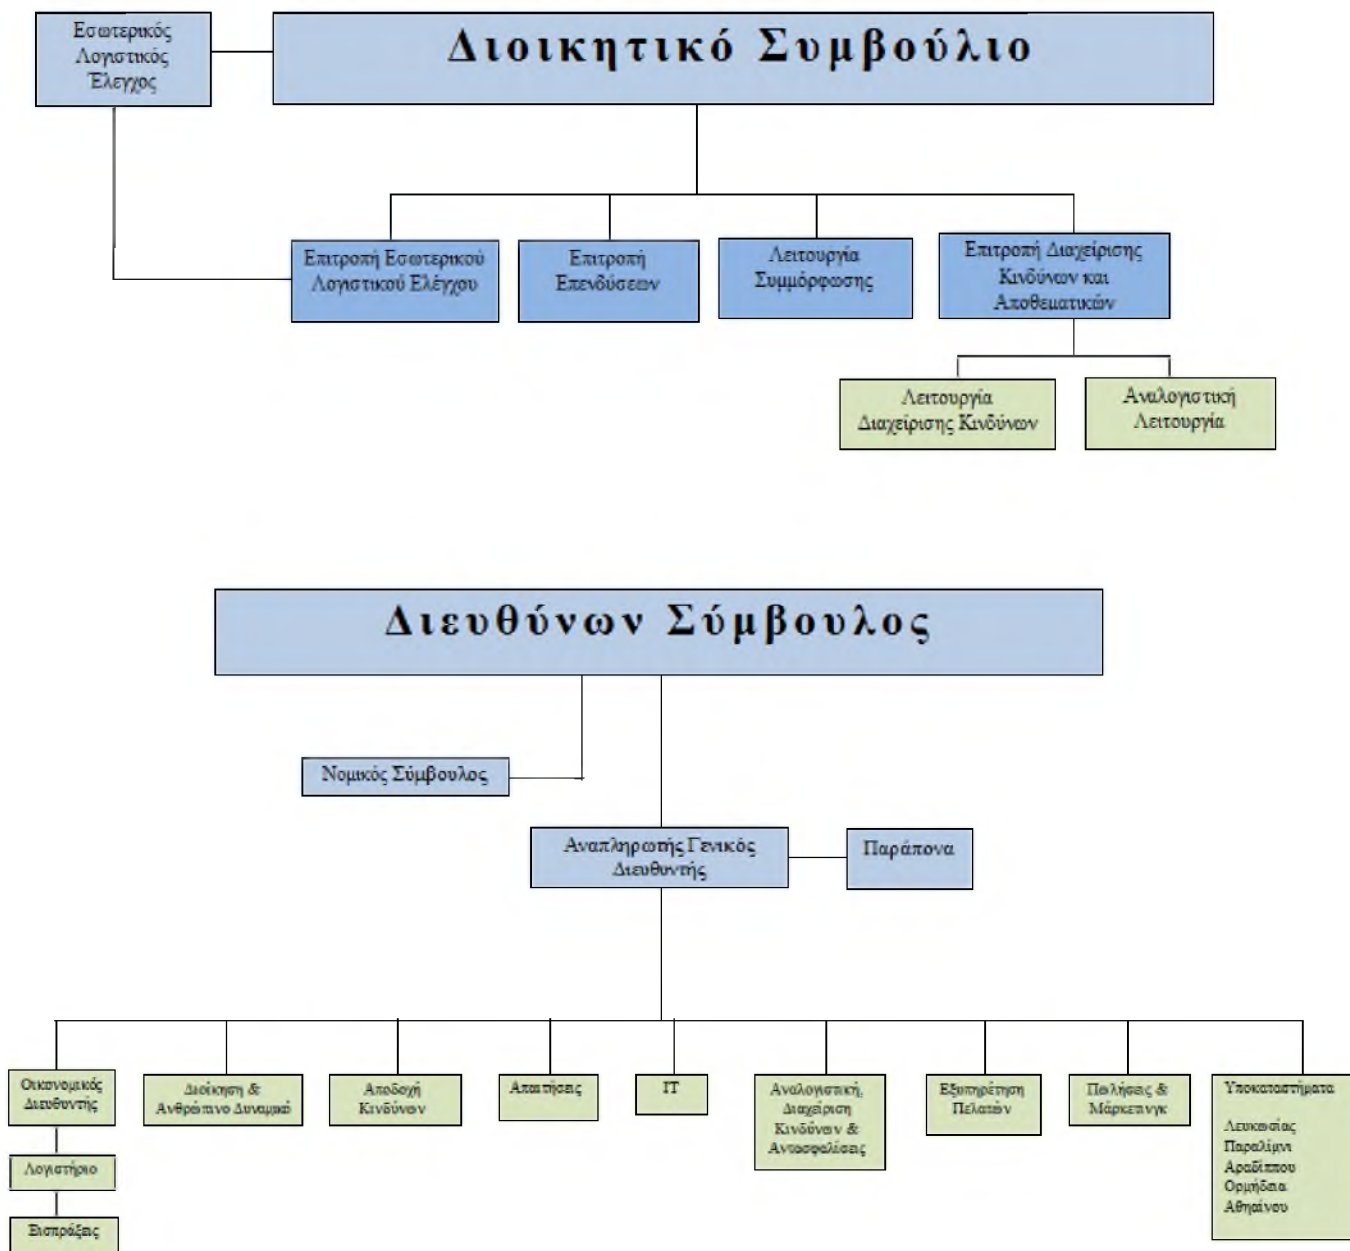 Εσωτερικός
Λογιστικός
Έλεγχος
Διοικητικό Συμβούλιο
Επιτροπή Εσωτερικού
Λογιστικού Ελέγχου
Επιτροπή
Επενδύσεων
Λειτουργία
Συμμόρφωσης
Επιτροπή Διαχείρισης
Κινδύνων και
Αποθεματικών
Λειτουργία
Διαχείρισης Κινδύνων
Αναλογιστική
Λειτουργία
Διευθύνων Σύμβουλος
Νομικός Σύμβουλος
Αναπληρωτής Γενικός
Διευθυντής
Παράπονα
Οικονομικός
Διευθυντής
Λογιστήριο
Εισπράξεις
Διοίκηση &
Ανθρώπινο Δυναμικό
Αποδοχή
Κινδύνων
Απαιτήσεις
IT
Αναλογιστική,
Διαχείριση
Κινδύνων &
Αντασφαλίσεις
Εξυπηρέτηση
Πελατών
Πωλήσεις &
Μάρκετινγκ
Υποκαταστήματα
Λευκωσίας
Παραλίμνι
Αραδίππου
Ορμήδεια
Αθηαίνου